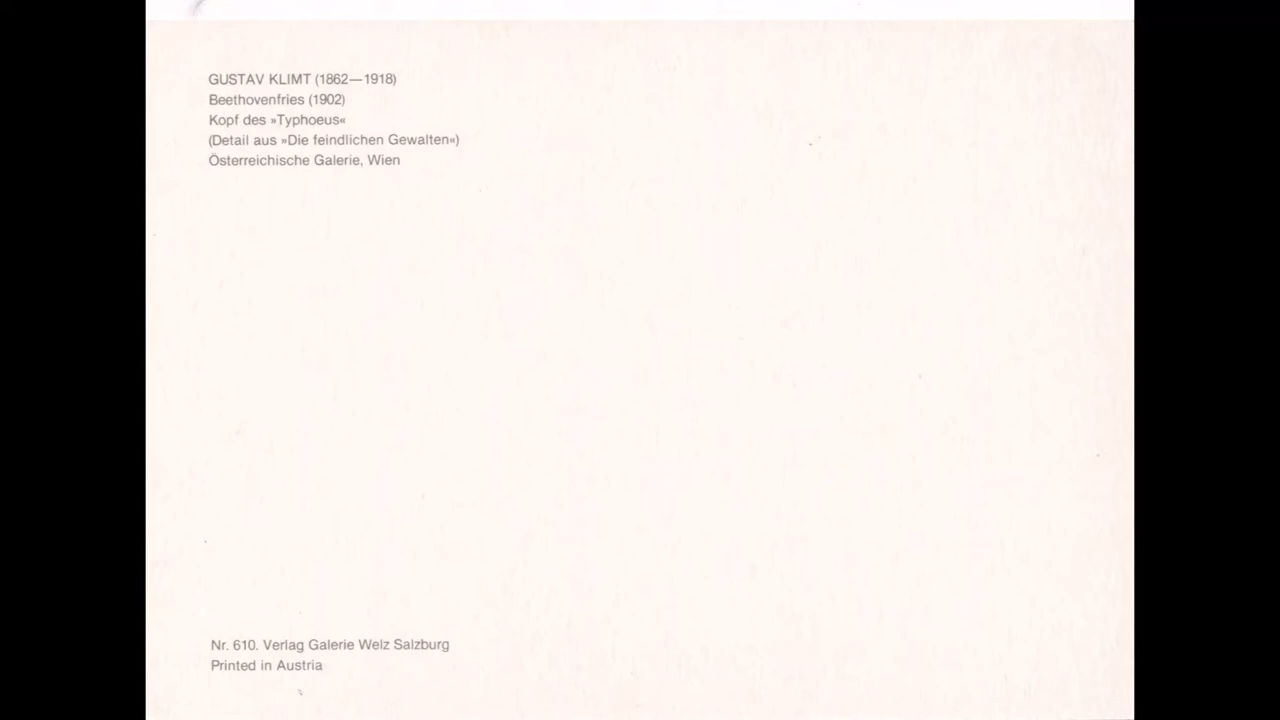 GUSTAV KLIMT (1862—1918)
Beethovenfries (1902)
Kopf des »Typhoeus«
(Detail aus »Die feindlichen Gewalten«)
Österreichische Galerie, Wien
Nr. 610. Verlag Galerie Welz Salzburg
Printed in Austria